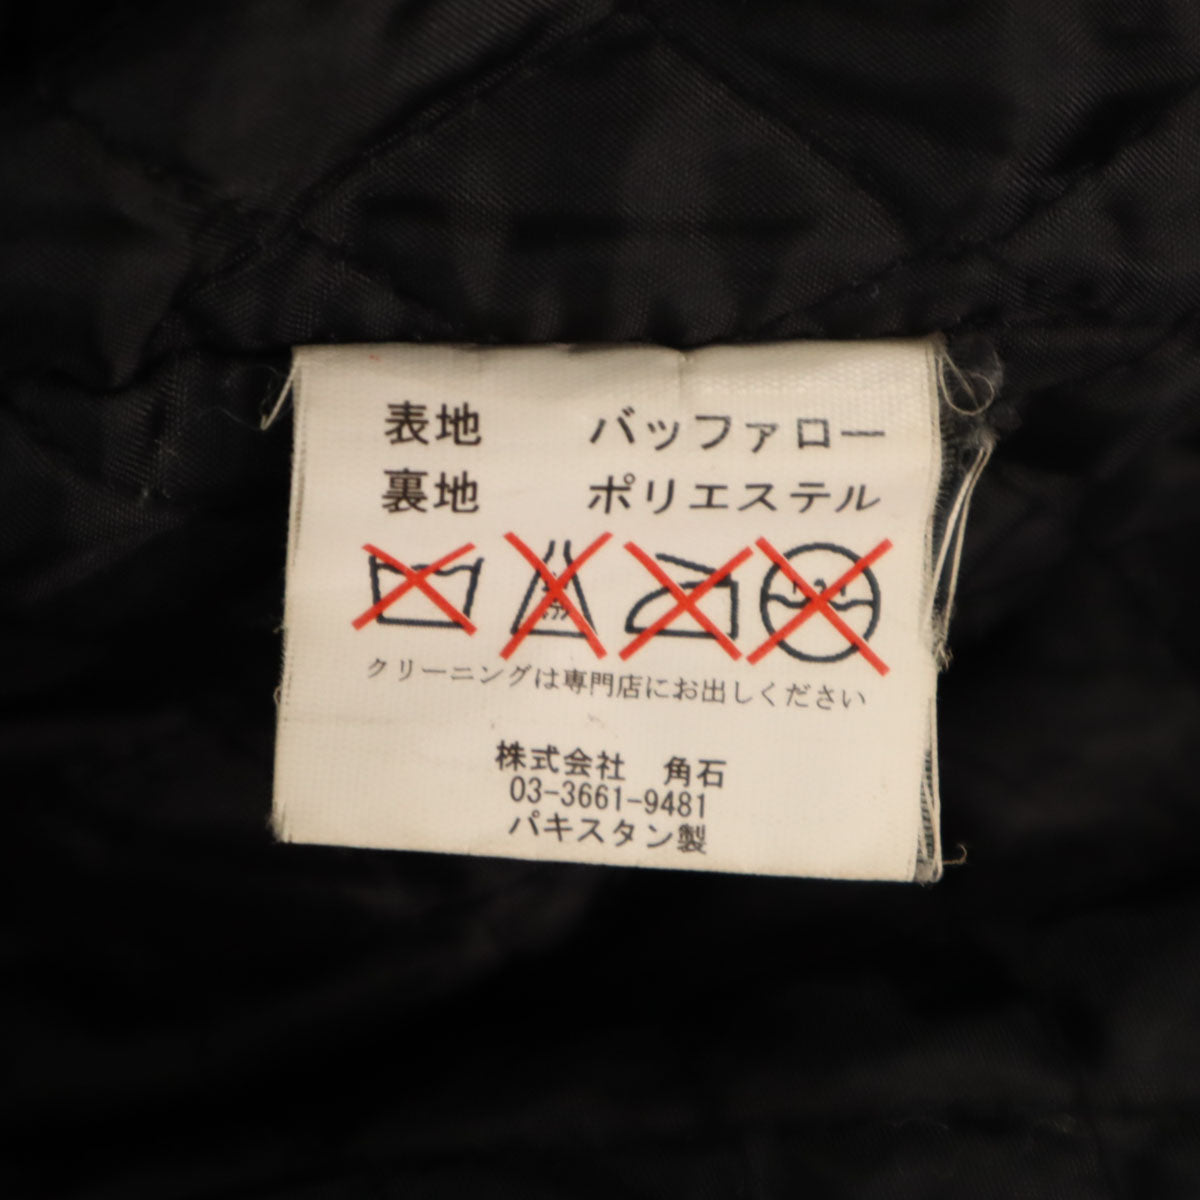 表地 バッファロー
裏地 ポリエステル
クリーニングは専門店にお出しください
株式会社 角石
03-3661-9481
パキスタン製